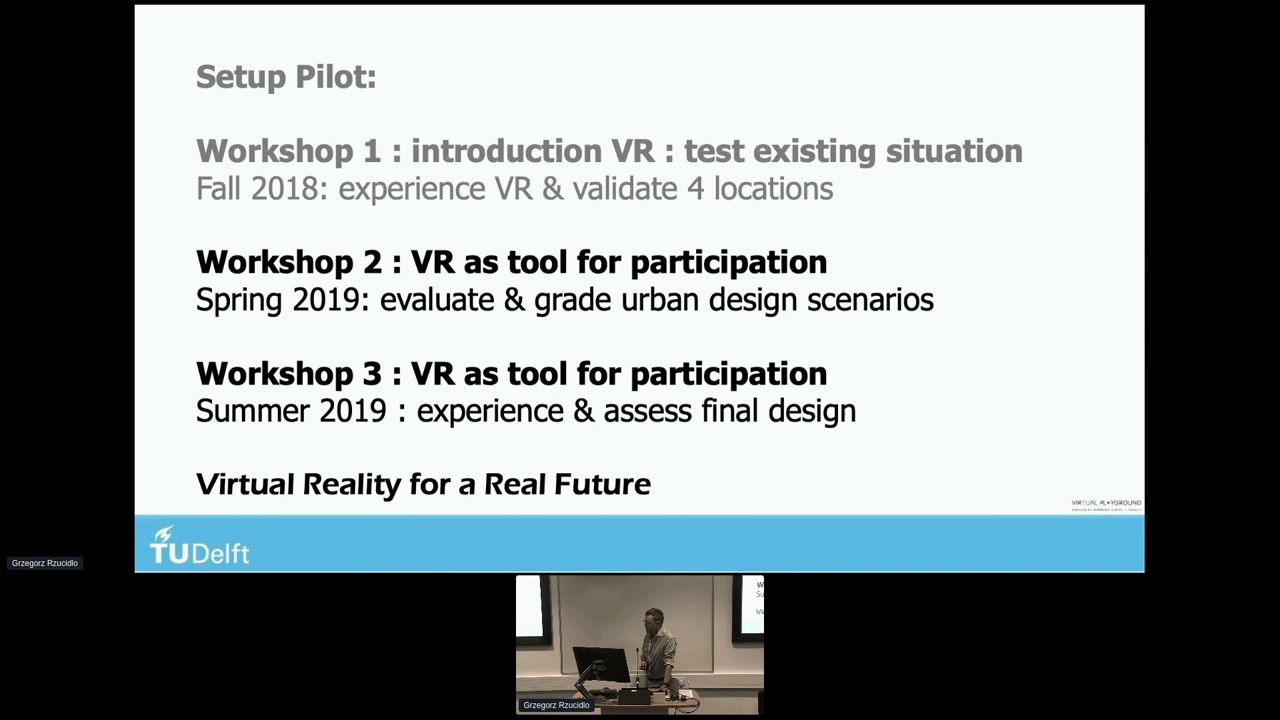 Setup Pilot:
Workshop 1 : introduction VR : test existing situation
Fall 2018: experience VR & validate 4 locations
Workshop 2 : VR as tool for participation
Spring 2019: evaluate & grade urban design scenarios
Workshop 3 : VR as tool for participation
Summer 2019 : experience & assess final design
Virtual Reality for a Real Future
VIRTUAL PLAYGROUND
TUDelft
Grzegorz Rzucidlo
Grzegorz Rzucidlo